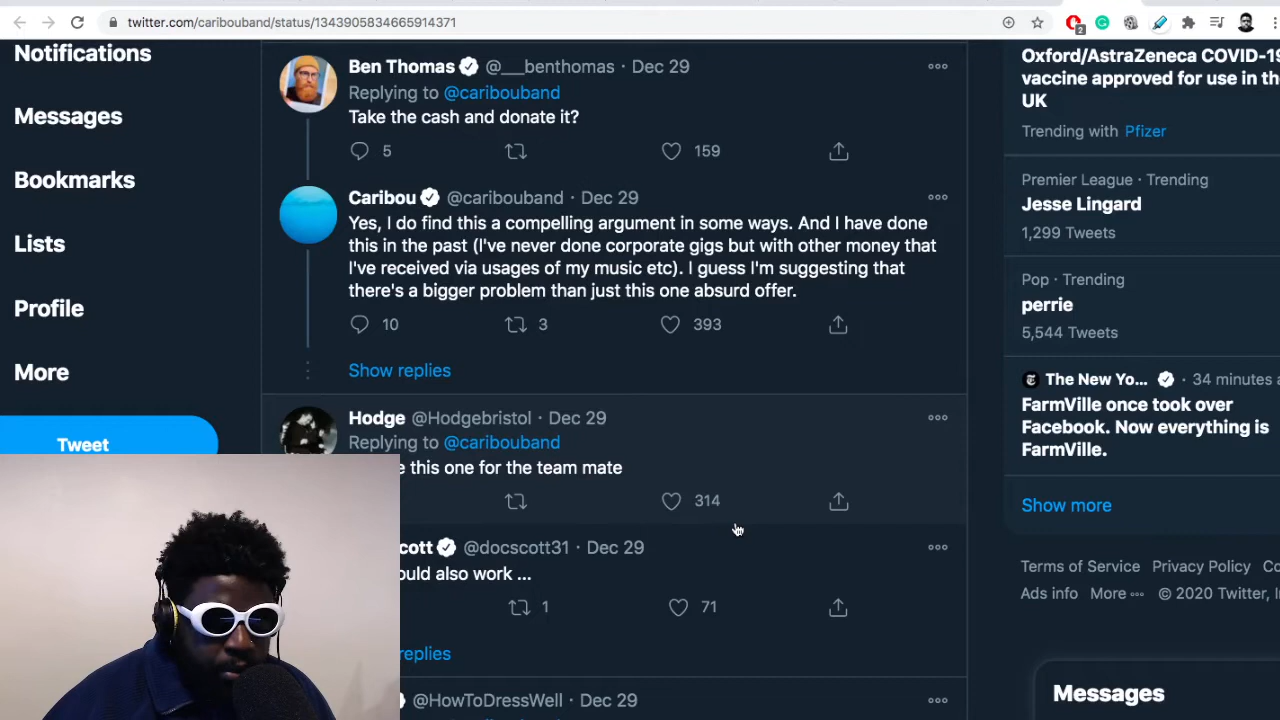 twitter.com/caribouband/status/1343905834665914371
2
Notifications
Messages
Bookmarks
Lists
Profile
More
Tweet
Ben Thomas @___benthomas · Dec 29
Replying to @caribouband
Take the cash and donate it?
5
159
Caribou @caribouband · Dec 29
Yes, I do find this a compelling argument in some ways. And I have done
this in the past (I've never done corporate gigs but with other money that
I've received via usages of my music etc). I guess I'm suggesting that
there's a bigger problem than just this one absurd offer.
10
3
393
Show replies
Hodge @Hodgebristol · Dec 29
Replying to @caribouband
this one for the team mate
314
@docscott31 · Dec 29
also work ...
1
71
replies
@HowToDressWell · Dec 29
Oxford/AstraZeneca COVID-19
vaccine approved for use in the
UK
Trending with Pfizer
Premier League · Trending
Jesse Lingard
1,299 Tweets
Pop · Trending
perrie
5,544 Tweets
The New Yo... · 34 minutes a
FarmVille once took over
Facebook. Now everything is
FarmVille.
Show more
Terms of Service Privacy Policy Co
Ads info More ··· © 2020 Twitter,
Messages